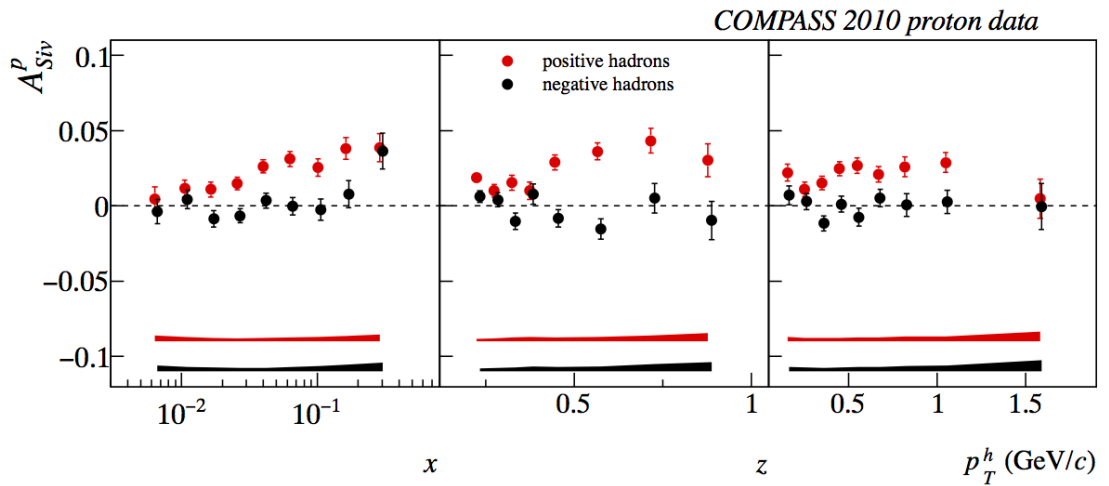 COMPASS 2010 proton data
A^p_Siv
0.1
0.05
0
−0.05
−0.1
positive hadrons
negative hadrons
10^−2 10^−1
0.5 1
0.5 1 1.5
x
z
p_T^h (GeV/c)